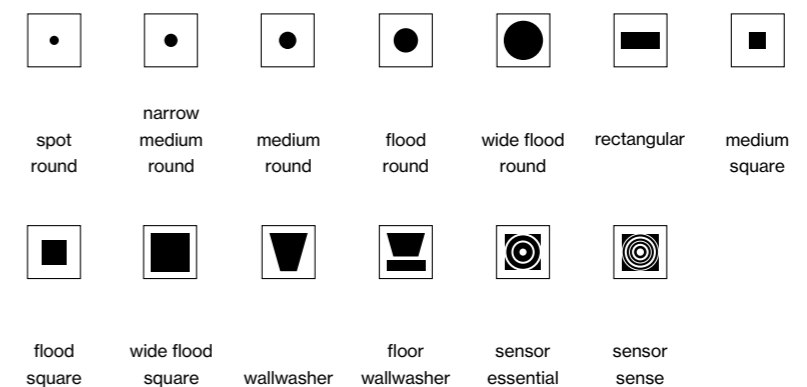 spot
round
narrow
medium
round
medium
round
flood
round
wide flood
round
rectangular
medium
square
flood
square
wide flood
square
wallwasher
floor
wallwasher
sensor
essential
sensor
sense